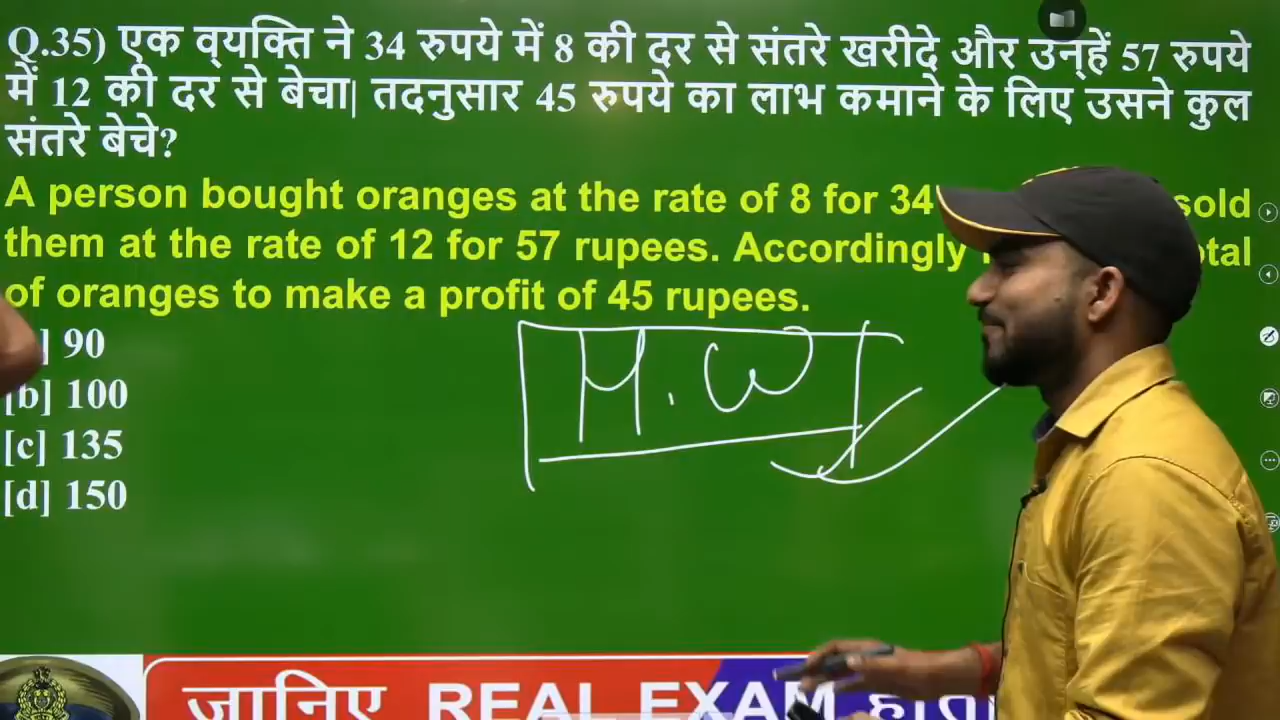 Q.35) एक व्यक्ति ने 34 रुपये में 8 की दर से संतरे खरीदे और उन्हें 57 रुपये
में 12 की दर से बेचा| तदनुसार 45 रुपये का लाभ कमाने के लिए उसने कुल
संतरे बेचे?
A person bought oranges at the rate of 8 for 34 sold
them at the rate of 12 for 57 rupees. Accordingly
of oranges to make a profit of 45 rupees.
] 90
[b] 100
[c] 135
[d] 150
H.W
जानिए REAL EXAM